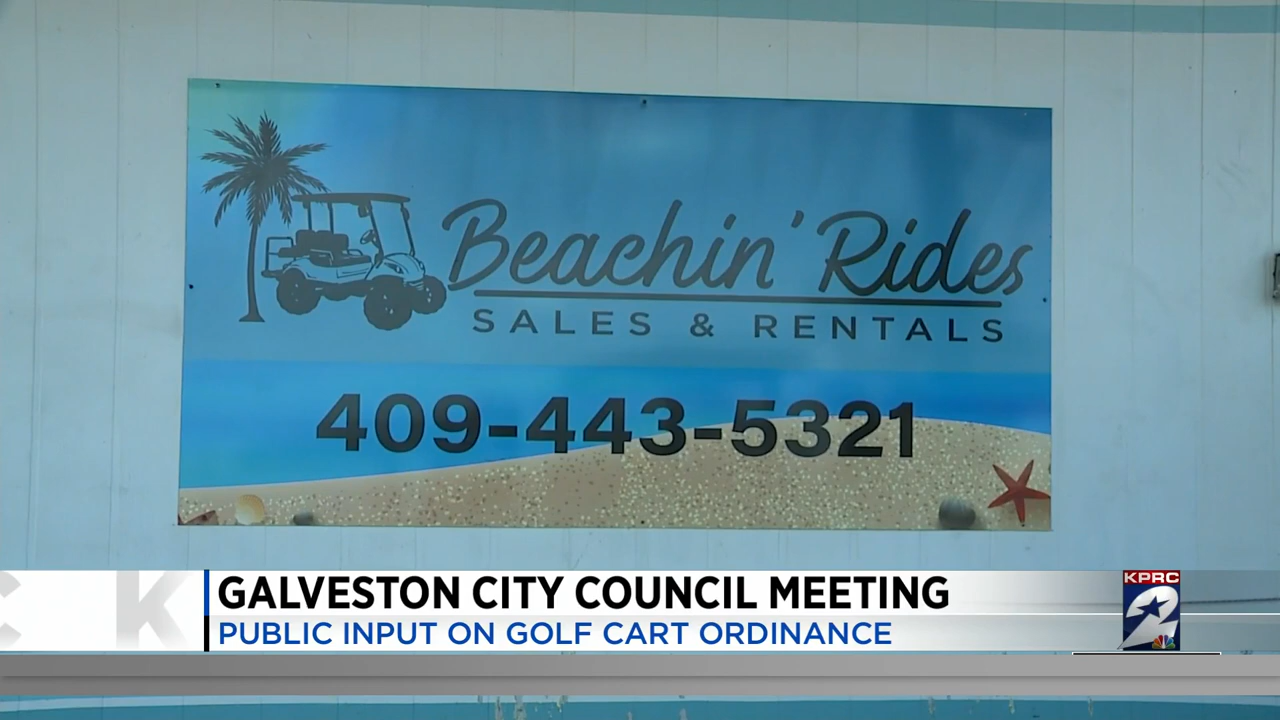 Beachin' Rides
SALES & RENTALS
409-443-5321
GALVESTON CITY COUNCIL MEETING
PUBLIC INPUT ON GOLF CART ORDINANCE
KPRC
2
C K